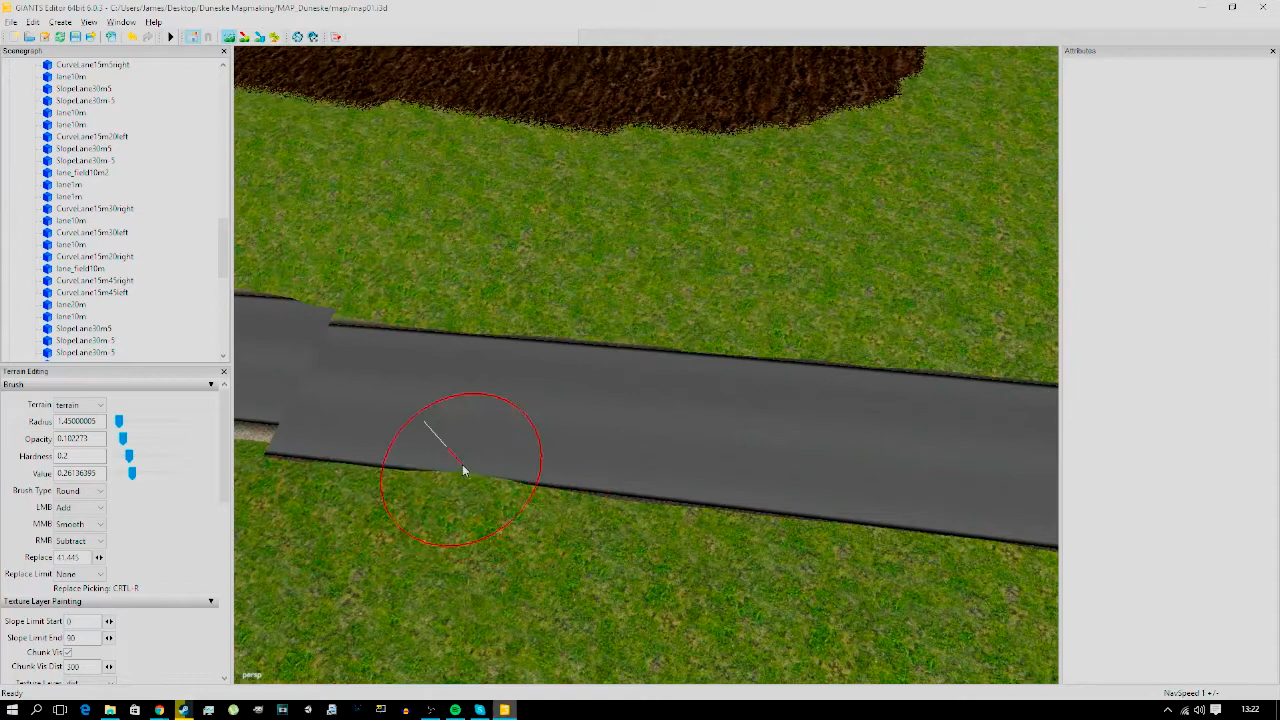 GIANTS Editor 64bit 6.0.3 - C:/Users/James/Desktop/Duneske Mapmaking/MAP_Duneske/map/map01.i3d
File Edit Create View Scripts Window Help
Scenegraph
Attributes
CurveLane15m5right
lane10m
SlopeLane30m5
SlopeLane30m-5
lane10m
lane10m
CurveLane15m20left
SlopeLane30m5
SlopeLane30m-5
lane_field10m2
lane1m
lane1m
CurveLane15m30right
lane10m
CurveLane15m30left
lane10m
CurveLane15m20right
lane_field10m
CurveLane15m45right
CurveLane15m45left
lane20m
lane10m
SlopeLane30m5
SlopeLane30m-5
Terrain Editing
Brush
Terrain terrain
Radius 1.45000005
Opacity 0.102273
Hardness 0.2
Value 0.26136395
Brush Type Round
LMB Add
MMB Smooth
RMB Subtract
Replace 41.445
Replace Limit None
Replace Picking: CRTL-R
Texture Layer Painting
Slope Limit Start 0
Slope Limit End 90
Chunk Vis
Chunk Vis Dist 300
persp
Ready
NavSpeed 1 +/-
13:22